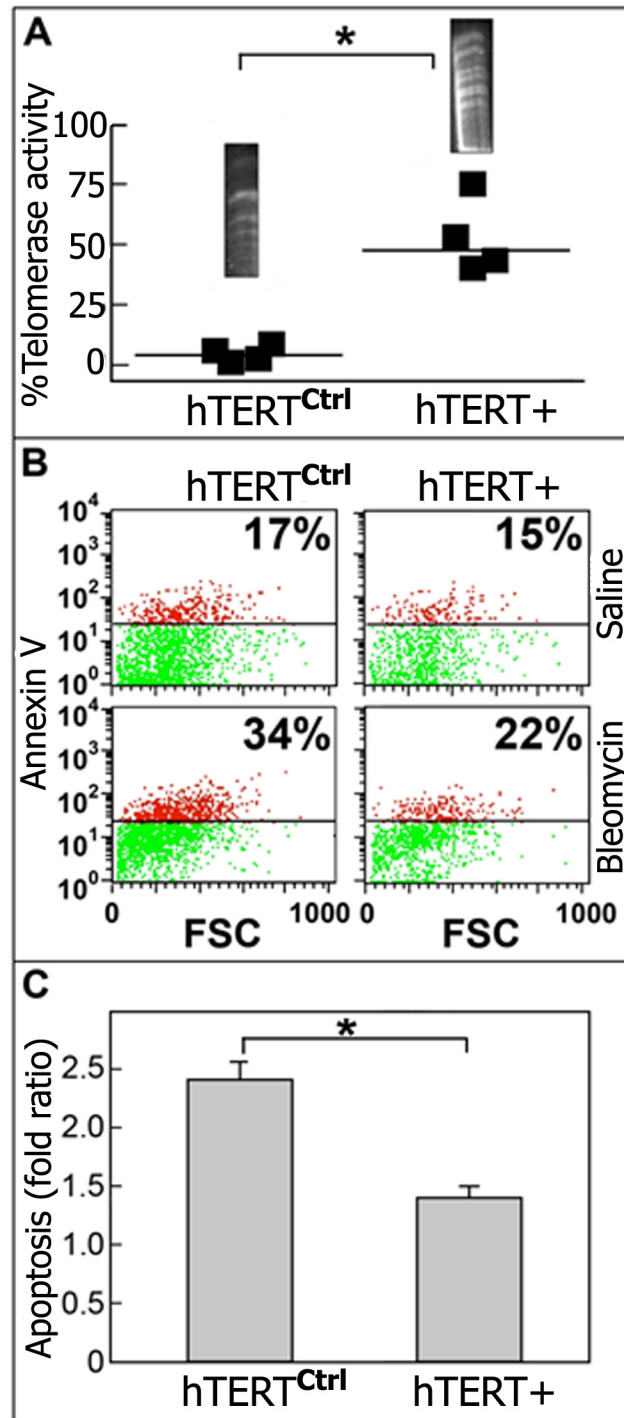 A
*
%Telomerase activity
100
75
50
25
0
hTERTCtrl hTERT+
B
hTERTCtrl hTERT+
Annexin V
10⁴ 17% 15%
10³
10²
10¹
10⁰
Saline
10⁴ 34% 22%
10³
10²
10¹
10⁰
Bleomycin
0 1000 0 1000
FSC FSC
C
*
Apoptosis (fold ratio)
2.5
2.0
1.5
1.0
0.5
0
hTERTCtrl hTERT+